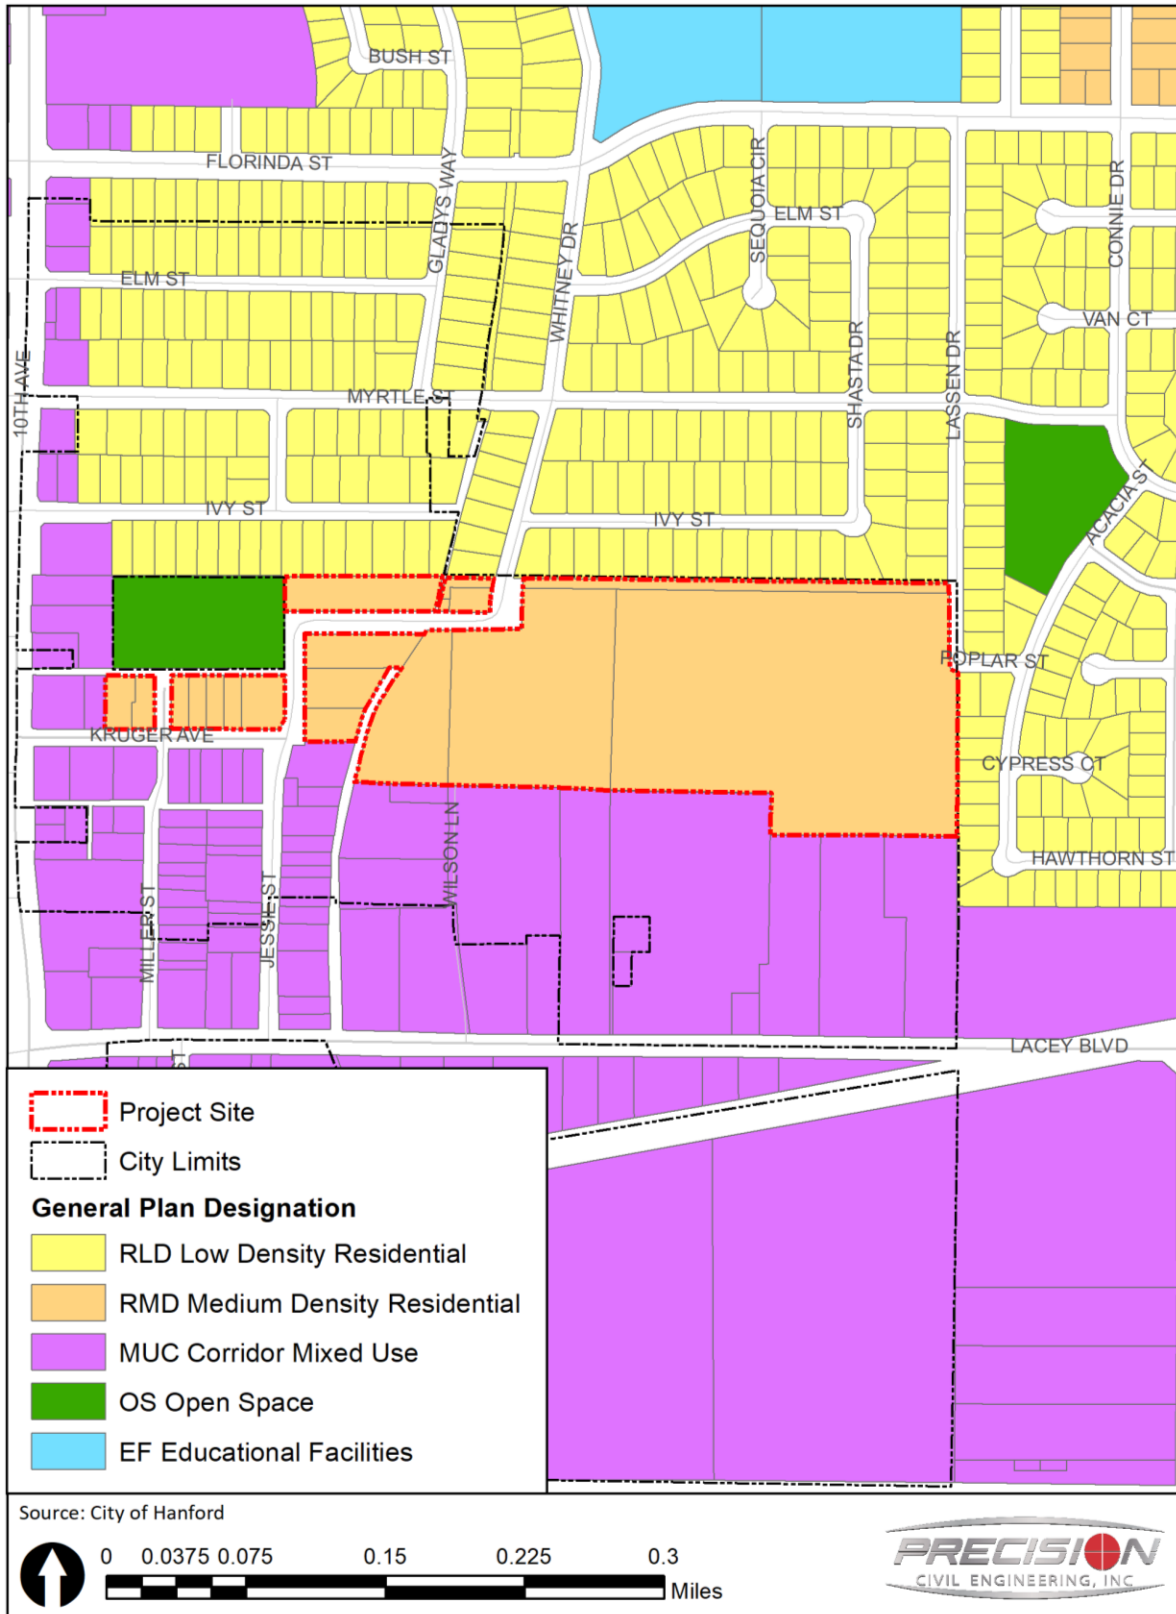 BUSH ST
FLORINDA ST
GLADYS WAY
WHITNEY DR
SEQUOIA CIR
ELM ST
CONNIE DR
ELM ST
VAN CT
10TH AVE
MYRTLE ST
SHASTA DR
LASSEN DR
IVY ST
IVY ST
ACACIA ST
POPLAR ST
KRUGER AVE
CYPRESS CT
WILSON LN
HAWTHORN ST
MILLER ST
JESSIE ST
LACEY BLVD
ST
Project Site
City Limits
General Plan Designation
RLD Low Density Residential
RMD Medium Density Residential
MUC Corridor Mixed Use
OS Open Space
EF Educational Facilities
Source: City of Hanford
0 0.0375 0.075 0.15 0.225 0.3
Miles
PRECISION
CIVIL ENGINEERING, INC